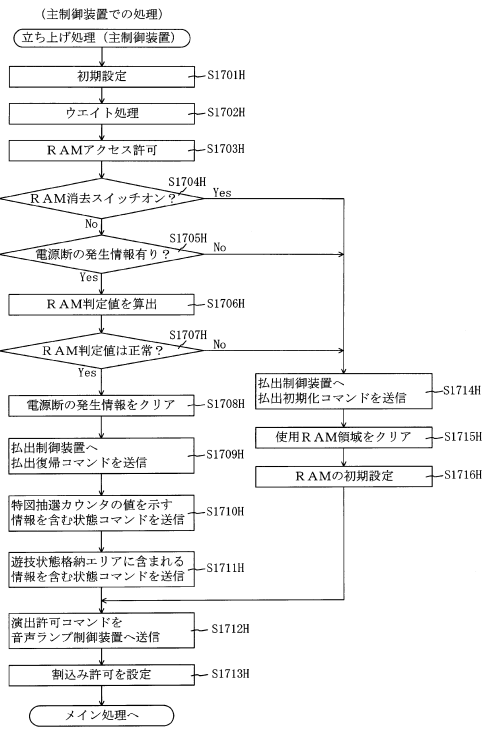 (主制御装置での処理)
立ち上げ処理(主制御装置)
初期設定
S1701H
ウエイト処理
S1702H
RAMアクセス許可
S1703H
S1704H
RAM消去スイッチオン?
Yes
No
S1705H
電源断の発生情報有り?
No
Yes
RAM判定値を算出
S1706H
S1707H
RAM判定値は正常?
No
Yes
電源断の発生情報をクリア
S1708H
払出制御装置へ
払出復帰コマンドを送信
S1709H
特図抽選カウンタの値を示す
情報を含む状態コマンドを送信
S1710H
遊技状態格納エリアに含まれる
情報を含む状態コマンドを送信
S1711H
払出制御装置へ
払出初期化コマンドを送信
S1714H
使用RAM領域をクリア
S1715H
RAMの初期設定
S1716H
演出許可コマンドを
音声ランプ制御装置へ送信
S1712H
割込み許可を設定
S1713H
メイン処理へ